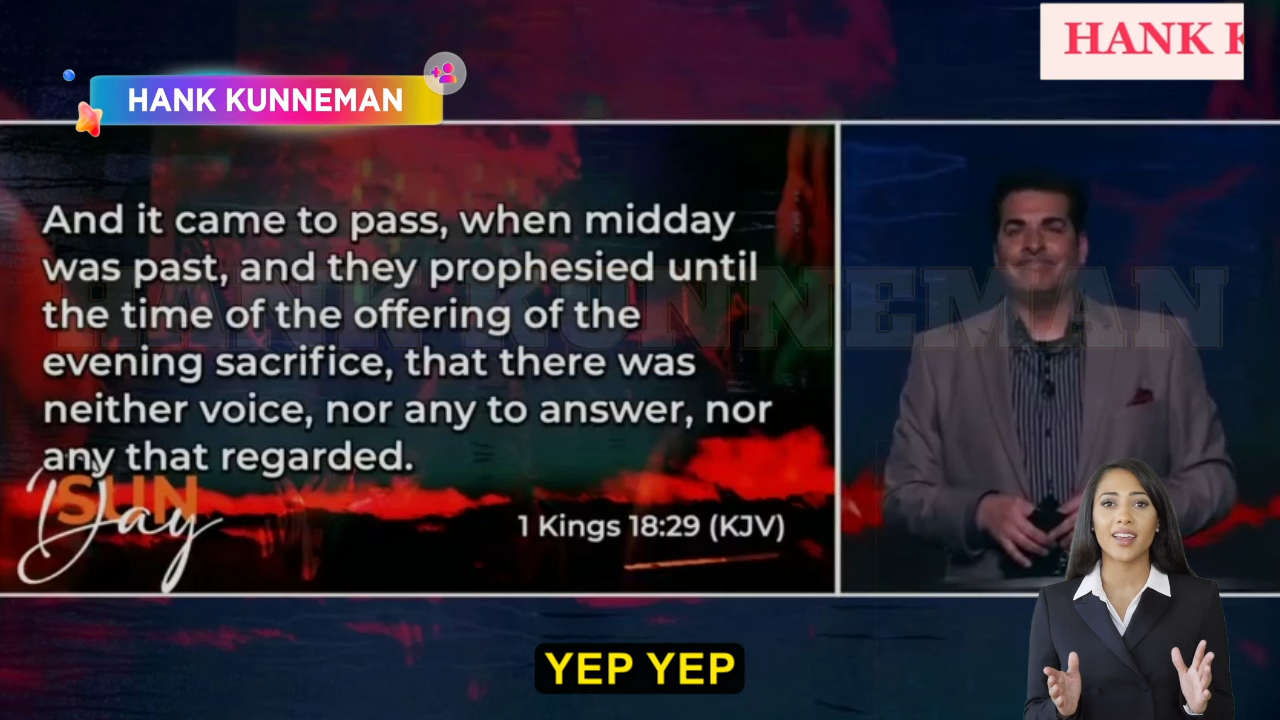 HANK K
HANK KUNNEMAN
And it came to pass, when midday
was past, and they prophesied until
the time of the offering of the
evening sacrifice, that there was
neither voice, nor any to answer, nor
any that regarded.
SUN
Day
1 Kings 18:29 (KJV)
HANK KUNNEMAN
YEP YEP